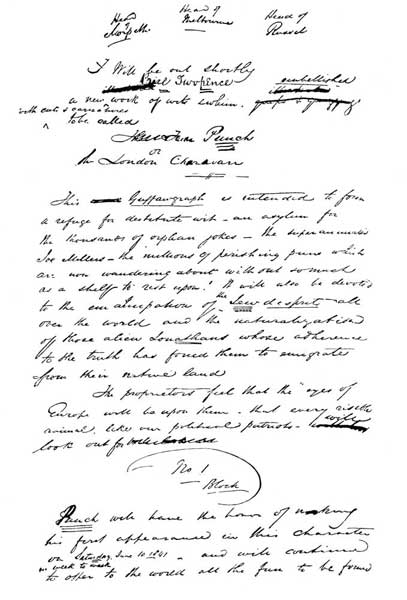 Head of Morpeth. Head of Melbourne Head of Russel
I Will be out shortly
Price Twopence embellished
a new work of wit & whim.
with cuts & caricatures
to be called
Punch
or
The London Charavari
This Guffawgraph is intended to form
a refuge for destitute wit - an asylum for
the thousands of orphan jokes - the superannuated
Joe Millers - the millions of perishing puns which
are now wandering about without so much
as a shelf to rest upon! It will also be devoted
to the emancipation of the Jew despots - all
over the world and the naturalization
of those alien Jonathans whose adherence
to the truth has forced them to emigrate
from their native land
The proprietors feel that the "eyes of
Europe will be upon them - that every risible
animal, like our political patriots - will
look out for
No 1
Block
Punch will have the honor of making
his first appearance in this character
on Saturday, June 10 1841 - and will continue
from week to week
to offer to the world all the fun to be found